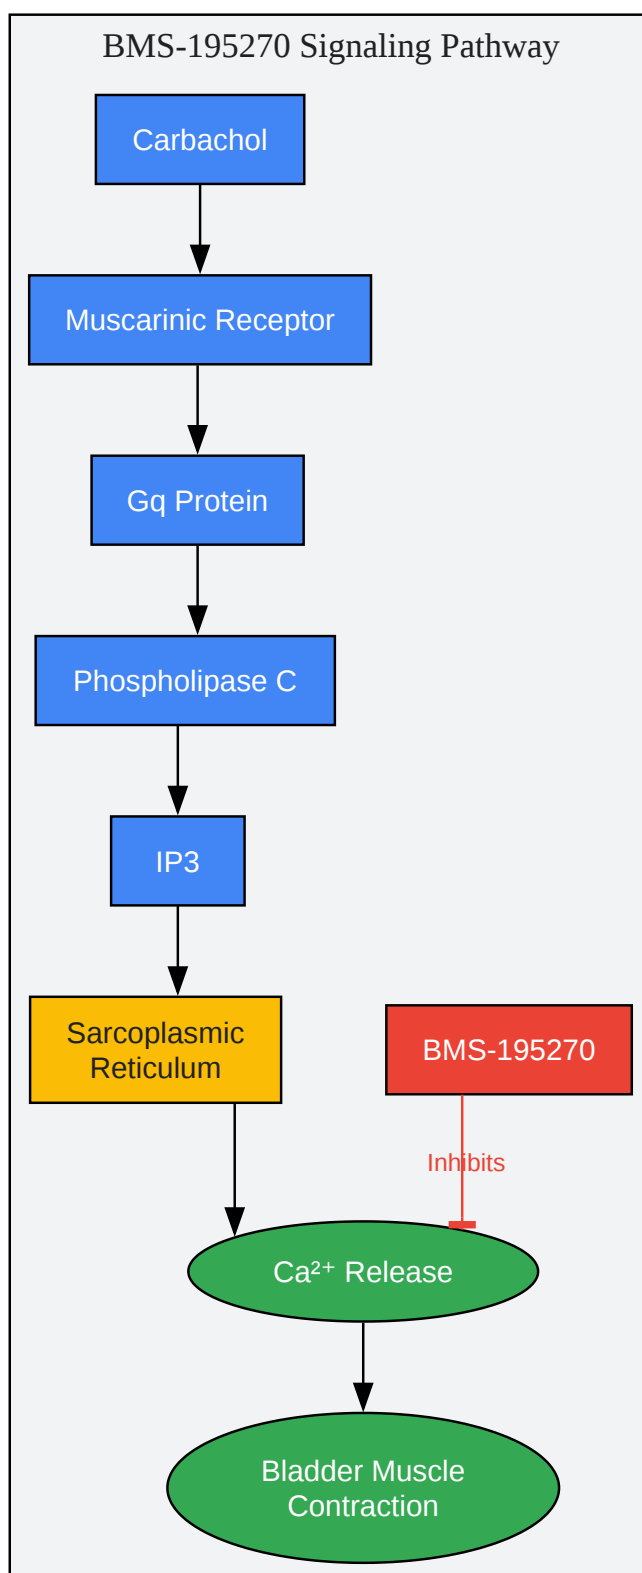 BMS-195270 Signaling Pathway
Carbachol
Muscarinic Receptor
Gq Protein
Phospholipase C
IP3
Sarcoplasmic
Reticulum
BMS-195270
Inhibits
Ca²⁺ Release
Bladder Muscle
Contraction